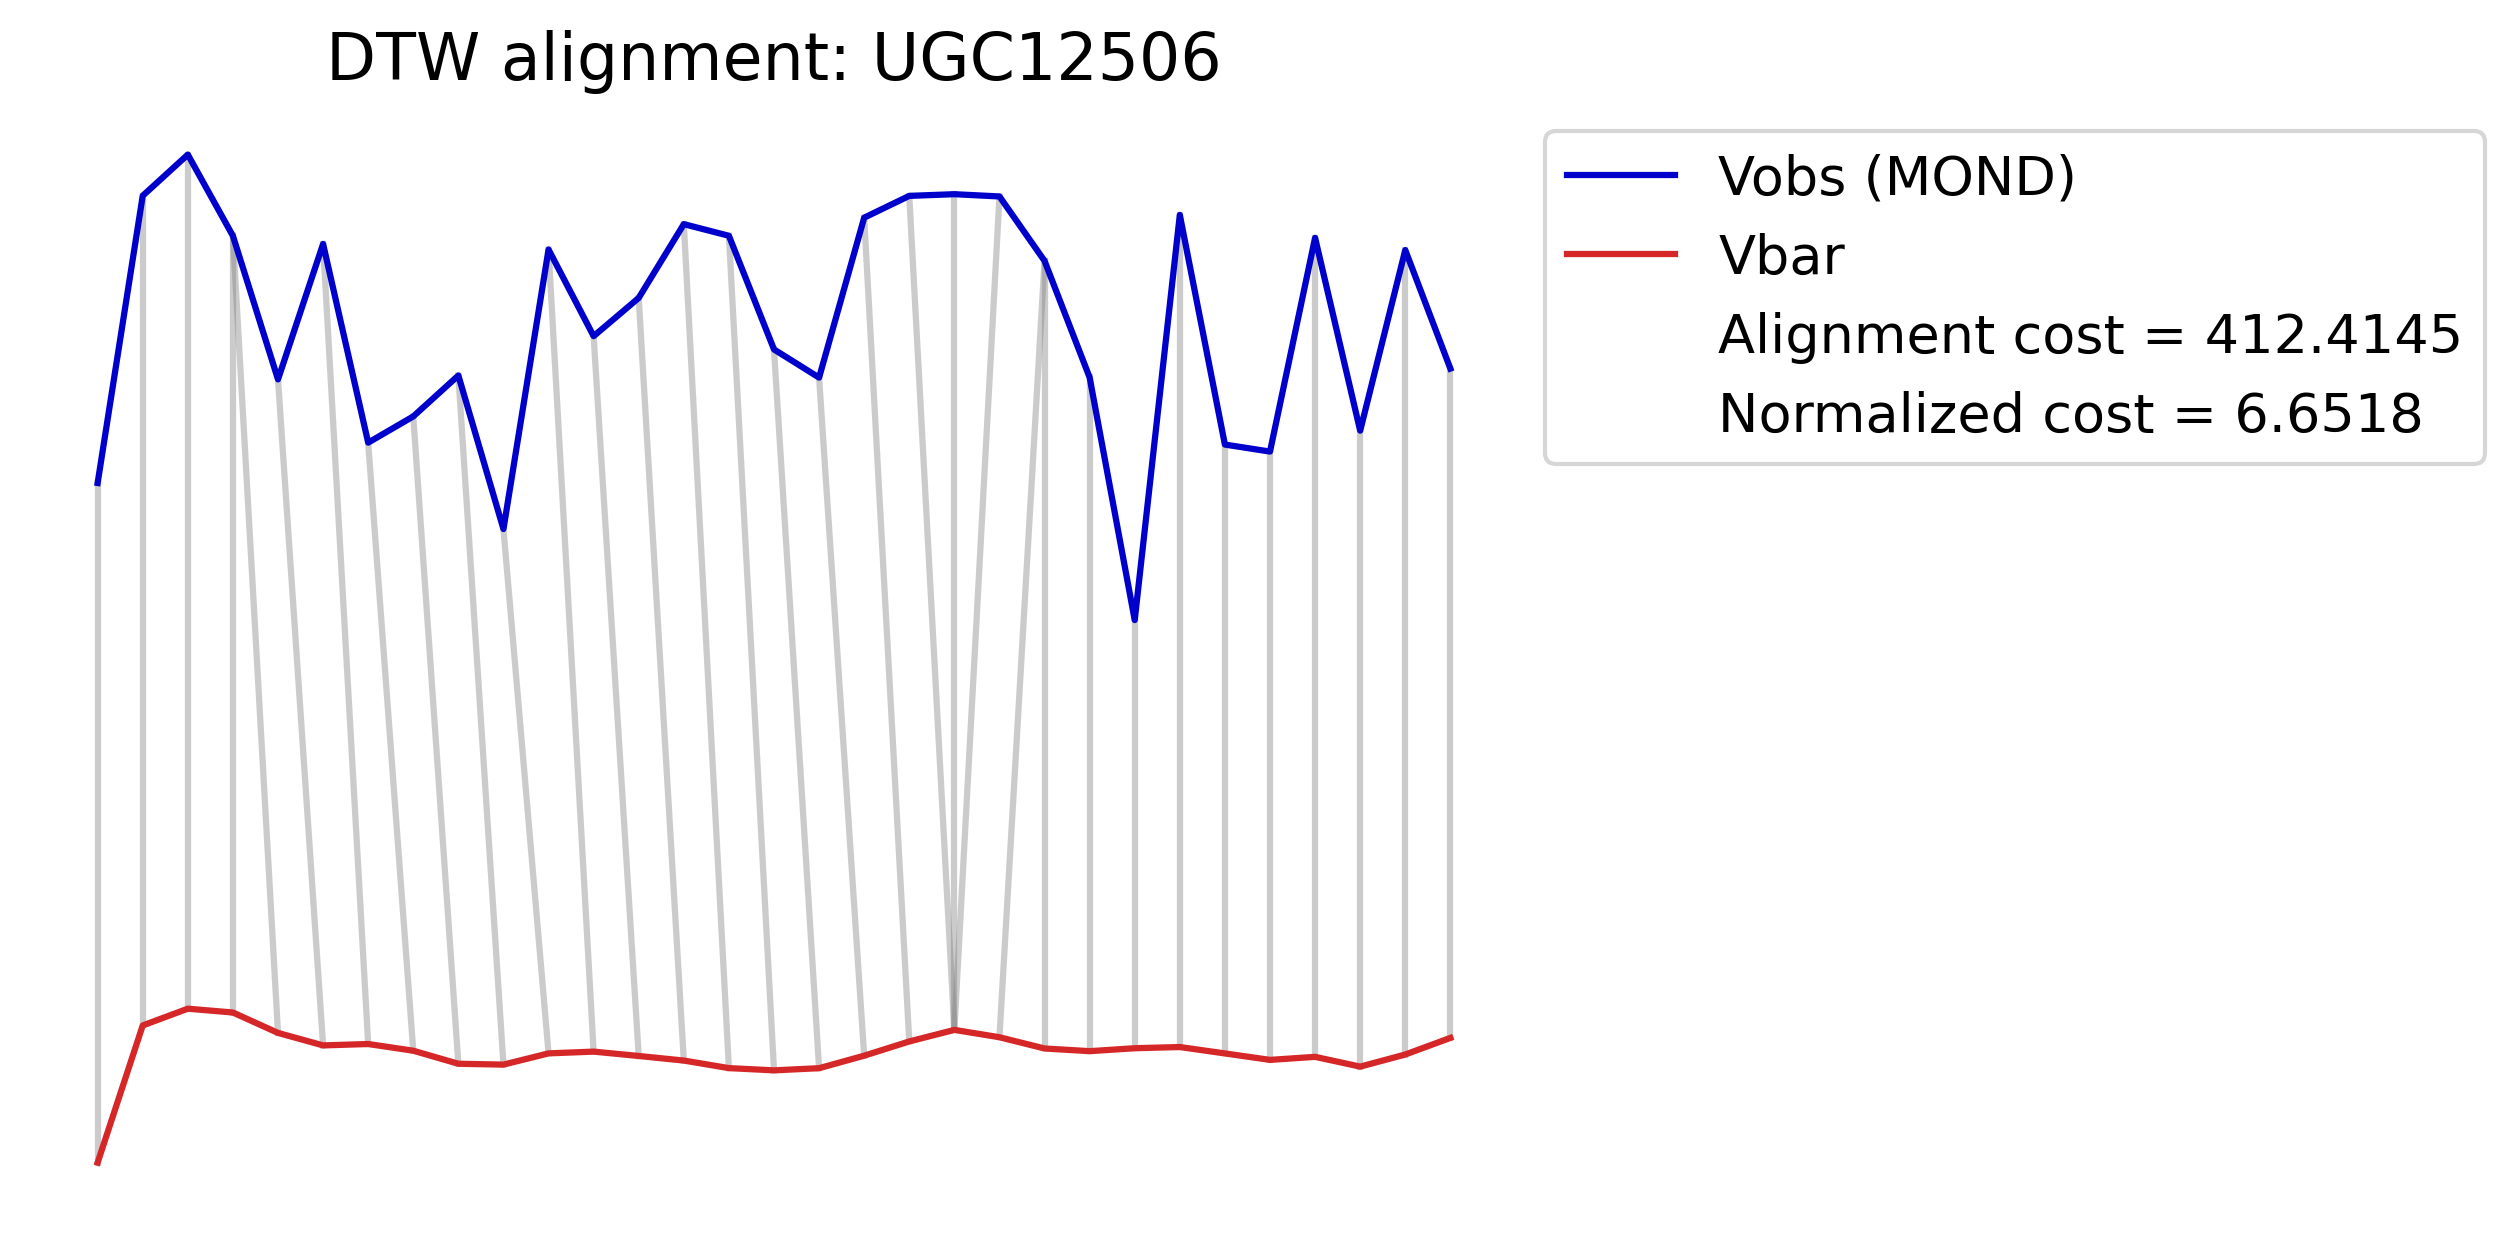 DTW alignment: UGC12506
Vobs (MOND)
Vbar
Alignment cost = 412.4145
Normalized cost = 6.6518